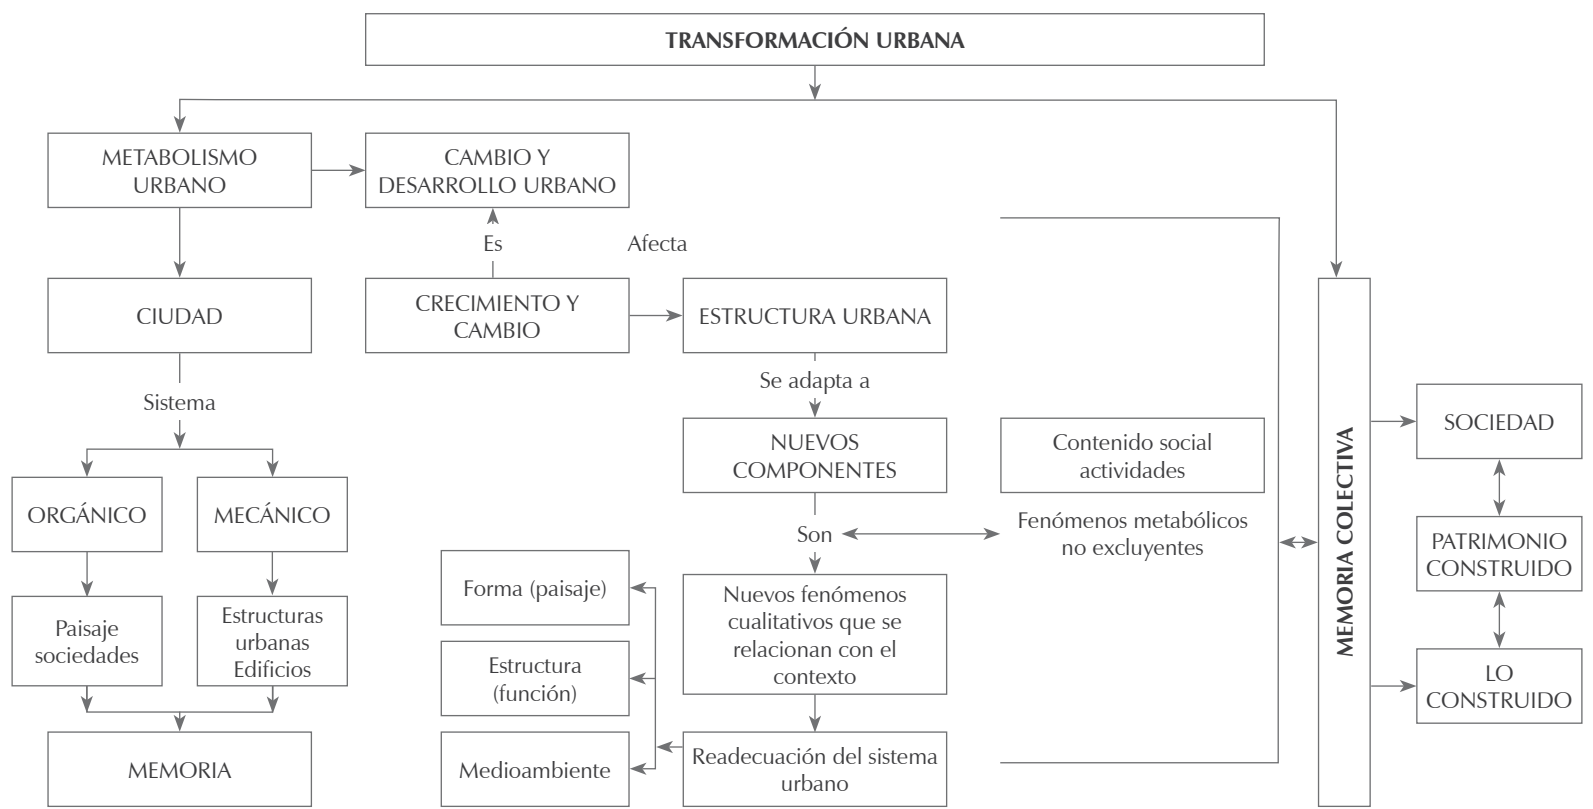 TRANSFORMACIÓN URBANA
METABOLISMO
URBANO
CAMBIO Y
DESARROLLO URBANO
Es
Afecta
CIUDAD
CRECIMIENTO Y
CAMBIO
ESTRUCTURA URBANA
Se adapta a
Sistema
NUEVOS
COMPONENTES
Contenido social
actividades
SOCIEDAD
ORGÁNICO
MECÁNICO
Son
Fenómenos metabólicos
no excluyentes
MEMORIA COLECTIVA
PATRIMONIO
CONSTRUIDO
Forma (paisaje)
Nuevos fenómenos
cualitativos que se
relacionan con el
contexto
Paisaje
sociedades
Estructuras
urbanas
Edificios
Estructura
(función)
LO
CONSTRUIDO
MEMORIA
Medioambiente
Readecuación del sistema
urbano